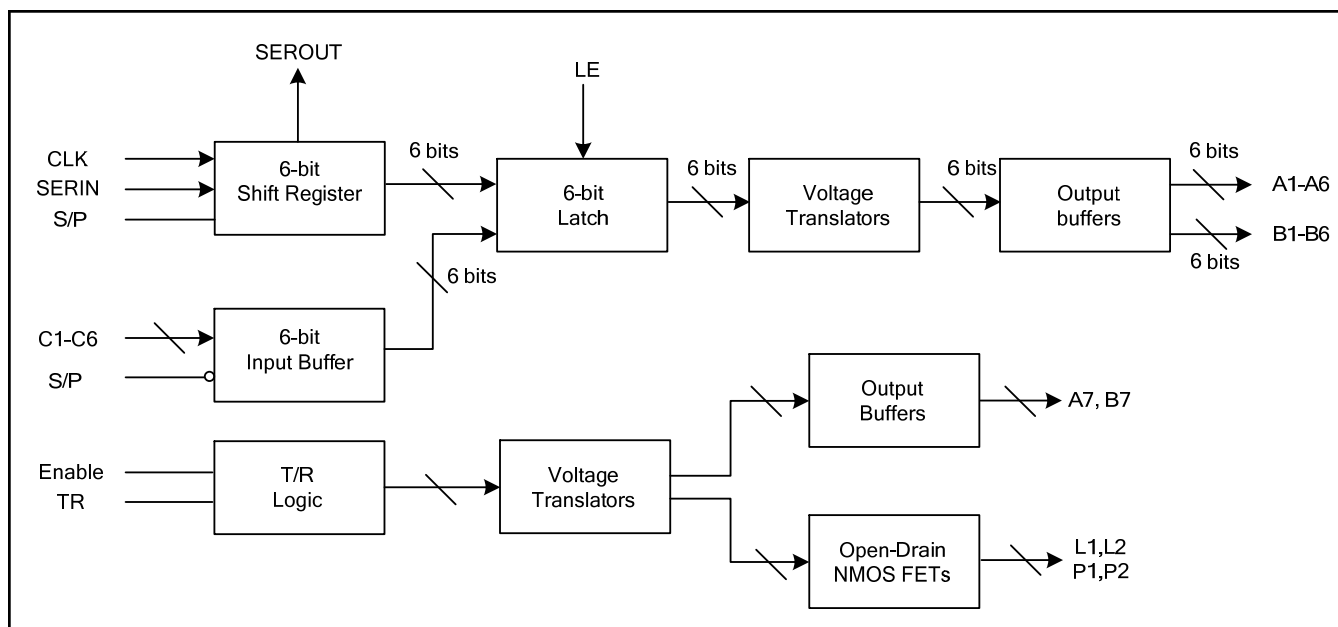 SEROUT
LE
CLK
SERIN
S/P
6-bit
Shift Register
6 bits
6-bit
Latch
6 bits
Voltage
Translators
6 bits
Output
buffers
6 bits
A1-A6
B1-B6
6 bits
6 bits
C1-C6
S/P
6-bit
Input Buffer
Output
Buffers
A7, B7
Enable
TR
T/R
Logic
Voltage
Translators
Open-Drain
NMOS FETs
L1,L2
P1,P2